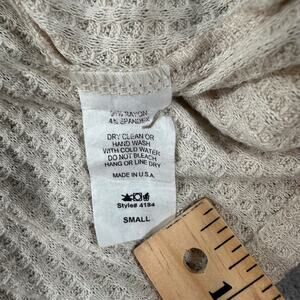 96% RAYON
4% SPANDEX
DRY CLEAN OR
HAND WASH
WITH COLD WATER
DO NOT BLEACH
HANG OR LINE DRY
MADE IN U.S.A.
Style# 4184
SMALL
1